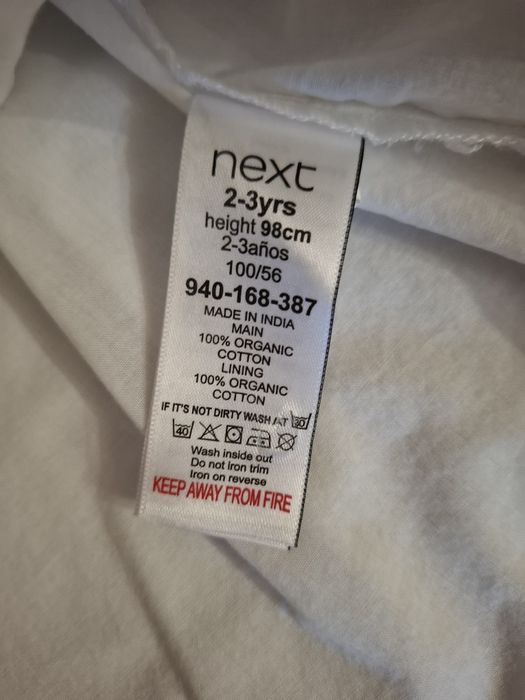 next
2-3yrs
height 98cm
2-3años
100/56
940-168-387
MADE IN INDIA
MAIN
100% ORGANIC
COTTON
LINING
100% ORGANIC
COTTON
IF IT'S NOT DIRTY WASH AT 30
40
Wash inside out
Do not iron trim
Iron on reverse
KEEP AWAY FROM FIRE